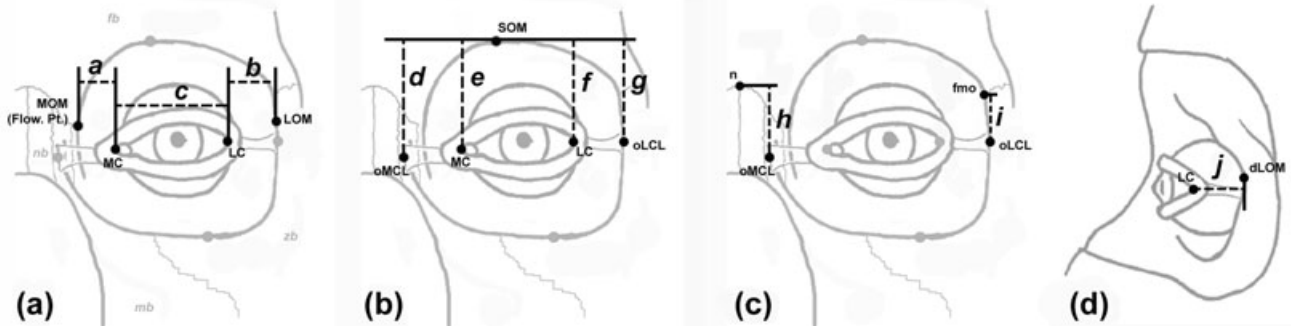 fb
a
b
c
MOM
(Flow. Pt.)
LOM
nb
MC
LC
zb
mb
(a)
SOM
d
e
f
g
MC
LC
oLCL
oMCL
(b)
n
fmo
h
i
oLCL
oMCL
(c)
LC
j
dLOM
(d)